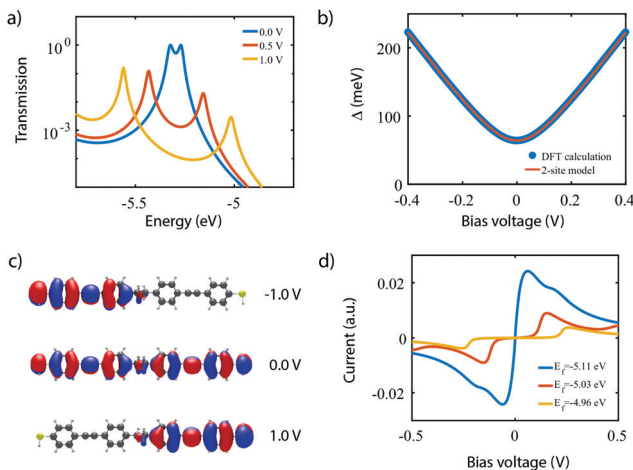 a)
Transmission
10⁰
10⁻³
0.0 V
0.5 V
1.0 V
-5.5
-5
Energy (eV)
b)
Δ (meV)
200
100
0
DFT calculation
2-site model
-0.4
-0.2
0
0.2
0.4
Bias voltage (V)
c)
-1.0 V
0.0 V
1.0 V
d)
Current (a.u.)
0.02
0
-0.02
E_f=-5.11 eV
E_f=-5.03 eV
E_f=-4.96 eV
-0.5
0
0.5
Bias voltage (V)